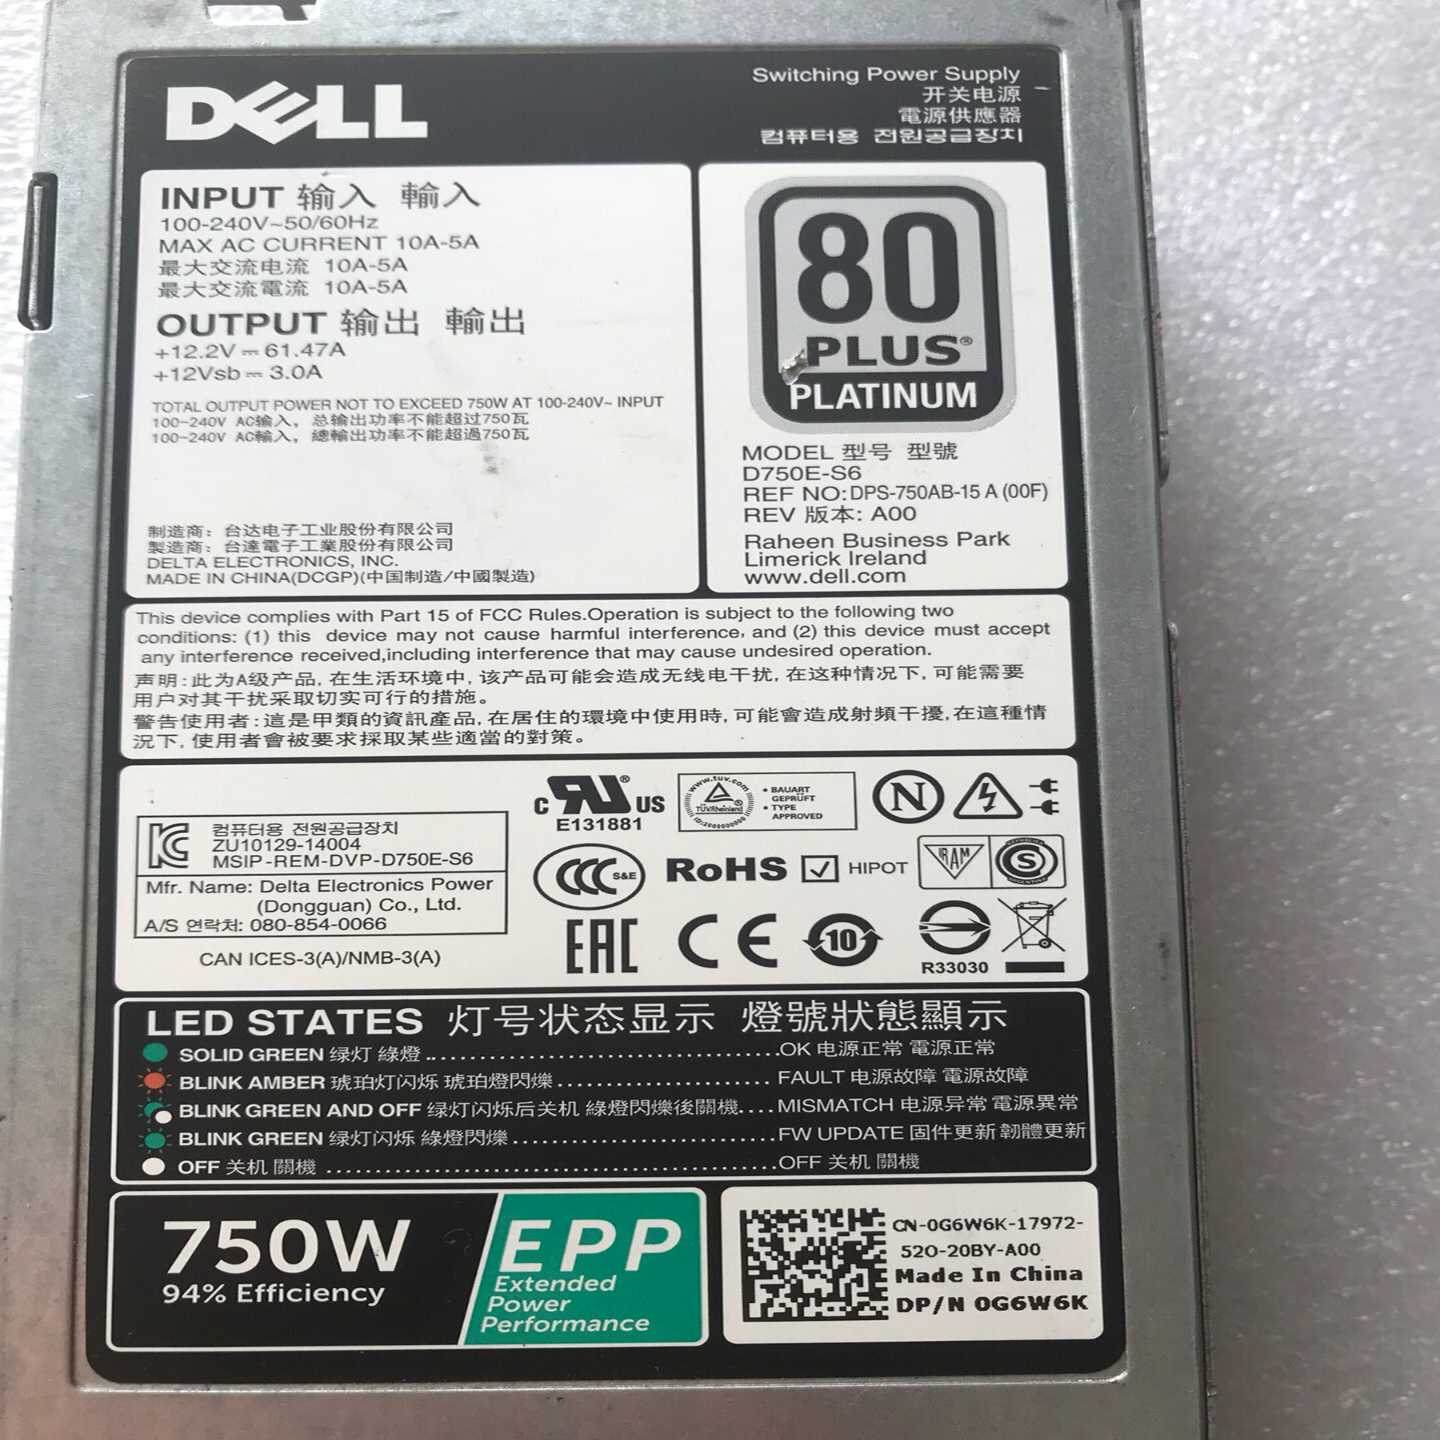 DELL
Switching Power Supply
开关电源
電源供應器
컴퓨터용 전원공급장치
INPUT 输入 輸入
100-240V~50/60Hz
MAX AC CURRENT 10A-5A
最大交流电流 10A-5A
最大交流電流 10A-5A
OUTPUT 输出 輸出
+12.2V⎓61.47A
+12Vsb⎓3.0A
TOTAL OUTPUT POWER NOT TO EXCEED 750W AT 100-240V~ INPUT
100-240V AC输入，总输出功率不能超过750瓦
100-240V AC輸入，總輸出功率不能超過750瓦
制造商：台达电子工业股份有限公司
製造商：台達電子工業股份有限公司
DELTA ELECTRONICS, INC.
MADE IN CHINA(DCGP)(中国制造/中國製造)
80
PLUS®
PLATINUM
MODEL 型号 型號
D750E-S6
REF NO:DPS-750AB-15 A (00F)
REV 版本: A00
Raheen Business Park
Limerick Ireland
www.dell.com
This device complies with Part 15 of FCC Rules.Operation is subject to the following two
conditions: (1) this device may not cause harmful interference, and (2) this device must accept
any interference received,including interference that may cause undesired operation.
声明:此为A级产品,在生活环境中,该产品可能会造成无线电干扰,在这种情况下,可能需要
用户对其干扰采取切实可行的措施。
警告使用者:這是甲類的資訊產品,在居住的環境中使用時,可能會造成射頻干擾,在這種情
況下,使用者會被要求採取某些適當的對策。
컴퓨터용 전원공급장치
ZU10129-14004
MSIP-REM-DVP-D750E-S6
Mfr. Name: Delta Electronics Power
(Dongguan) Co., Ltd.
A/S 연락처: 080-854-0066
CAN ICES-3(A)/NMB-3(A)
c RU® US
E131881
www.tuv.com
TÜVRheinland
• BAUART
GEPRÜFT
• TYPE
APPROVED
N
CCC S&E
RoHS ☑ HIPOT
IRAM
S
EAC CE 10
R33030
LED STATES 灯号状态显示 燈號狀態顯示
SOLID GREEN 绿灯 綠燈 ........OK 电源正常 電源正常
BLINK AMBER 琥珀灯闪烁 琥珀燈閃爍........FAULT 电源故障 電源故障
BLINK GREEN AND OFF 绿灯闪烁后关机 綠燈閃爍後關機....MISMATCH 电源异常 電源異常
BLINK GREEN 绿灯闪烁 綠燈閃爍........FW UPDATE 固件更新 韌體更新
OFF 关机 關機 ........OFF 关机 關機
750W
94% Efficiency
EPP
Extended
Power
Performance
CN-0G6W6K-17972-
52O-20BY-A00
Made In China
DP/N 0G6W6K